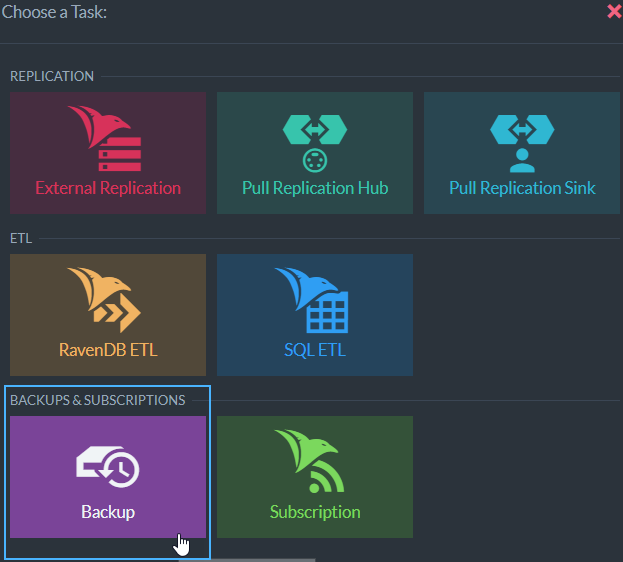 Choose a Task:
REPLICATION
External Replication
Pull Replication Hub
Pull Replication Sink
ETL
RavenDB ETL
SQL ETL
BACKUPS & SUBSCRIPTIONS
Backup
Subscription